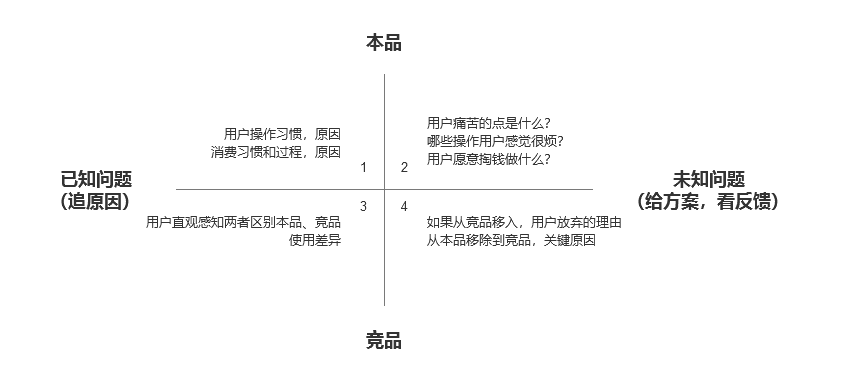 本品
用户操作习惯，原因
消费习惯和过程，原因
1
用户痛苦的点是什么？
哪些操作用户感觉很烦？
用户愿意掏钱做什么？
2
已知问题
（追原因）
未知问题
（给方案，看反馈）
3
用户直观感知两者区别本品、竞品
使用差异
4
如果从竞品移入，用户放弃的理由
从本品移除到竞品，关键原因
竞品